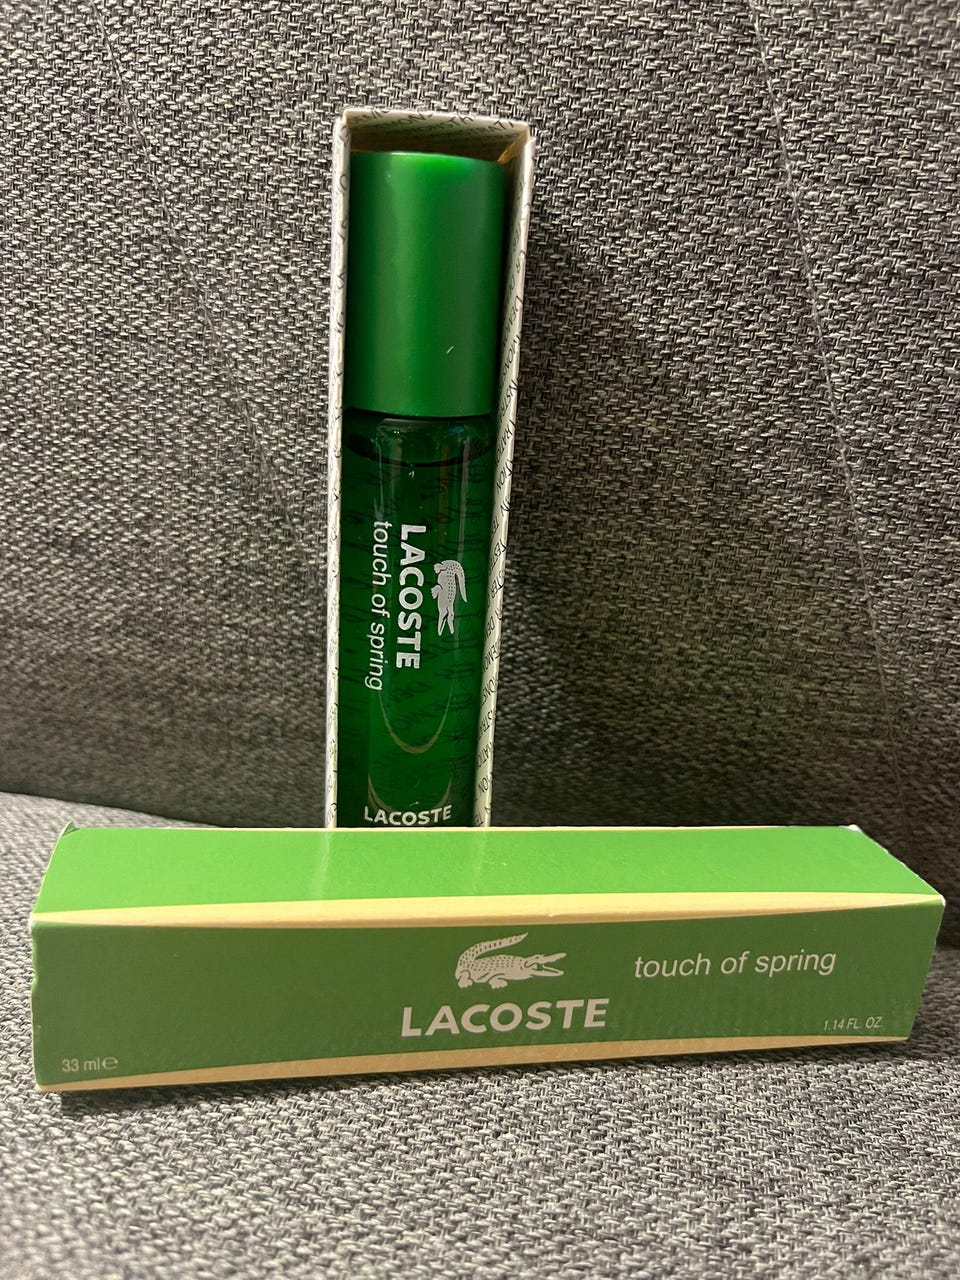 LACOSTE
touch of spring
LACOSTE
LACOSTE
touch of spring
33 ml e
1.14 FL. OZ.